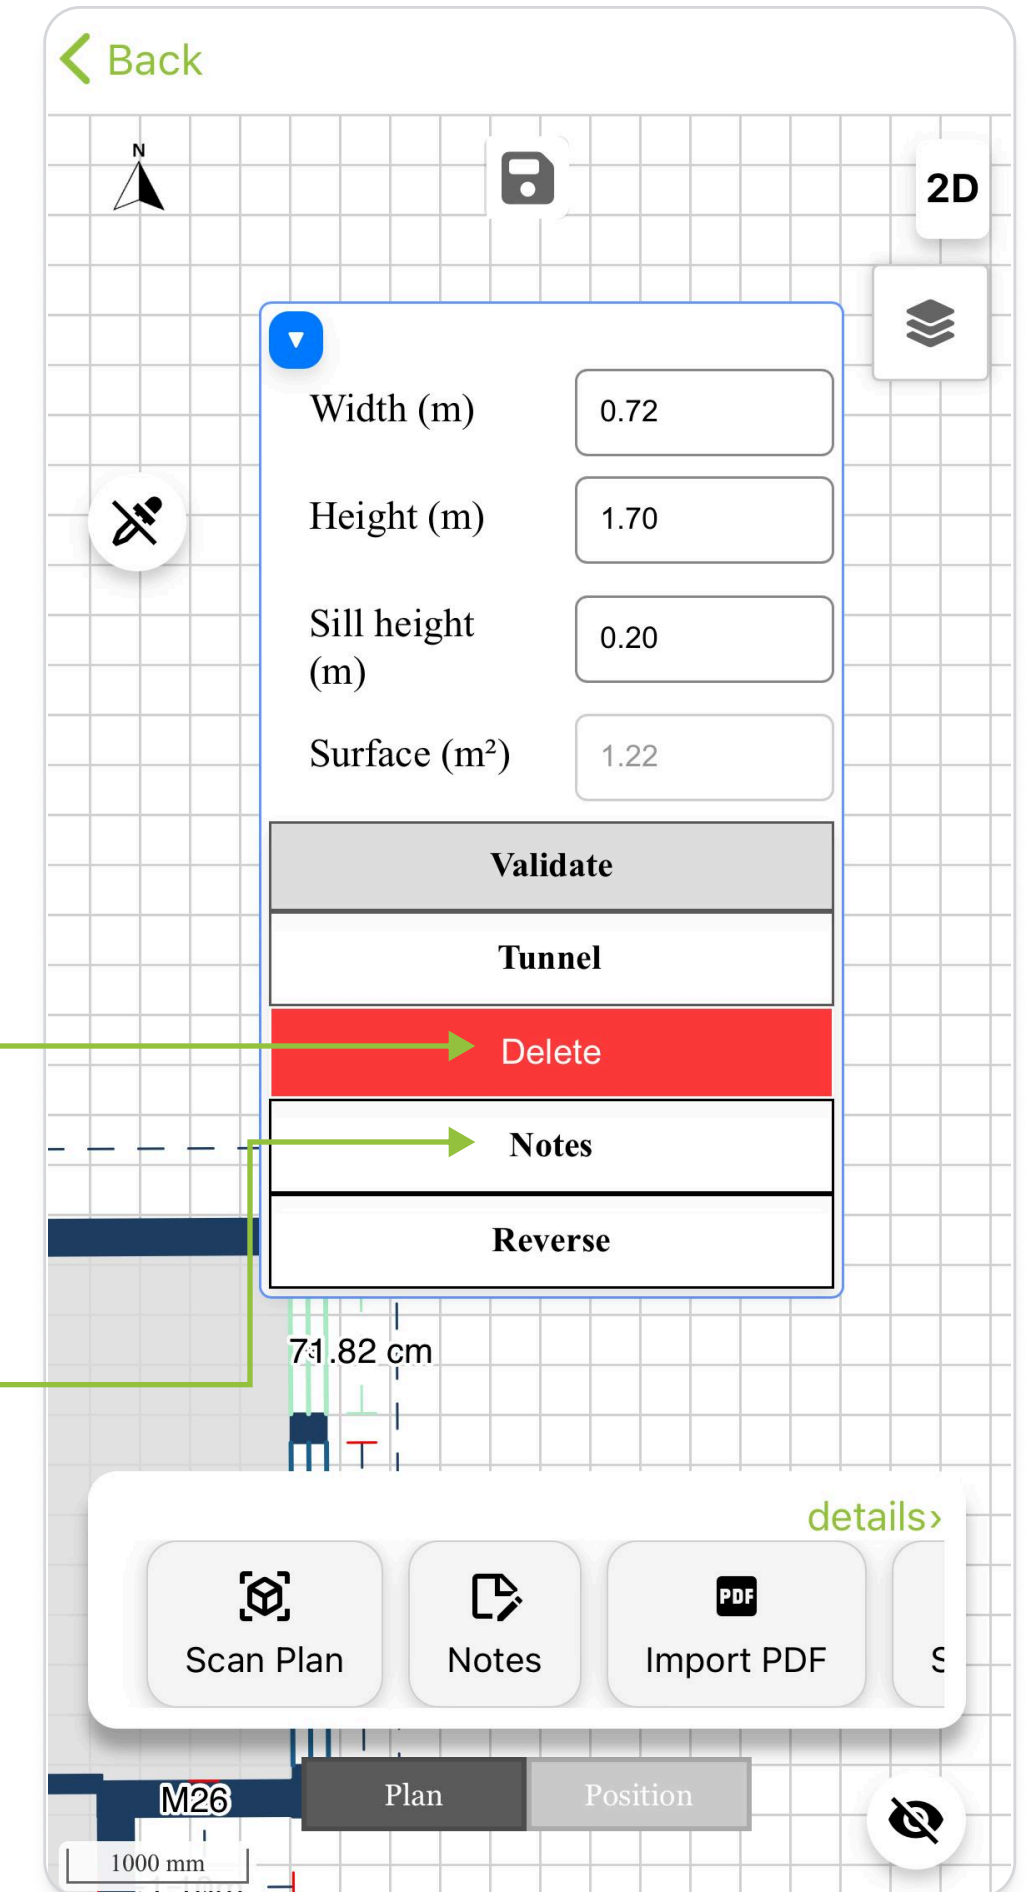 Back
N
2D
Width (m)
0.72
Height (m)
1.70
Sill height
(m)
0.20
Surface (m²)
1.22
Validate
Tunnel
Delete
Notes
Reverse
71.82 cm
details›
Scan Plan
Notes
PDF
Import PDF
Plan
Position
M26
1000 mm